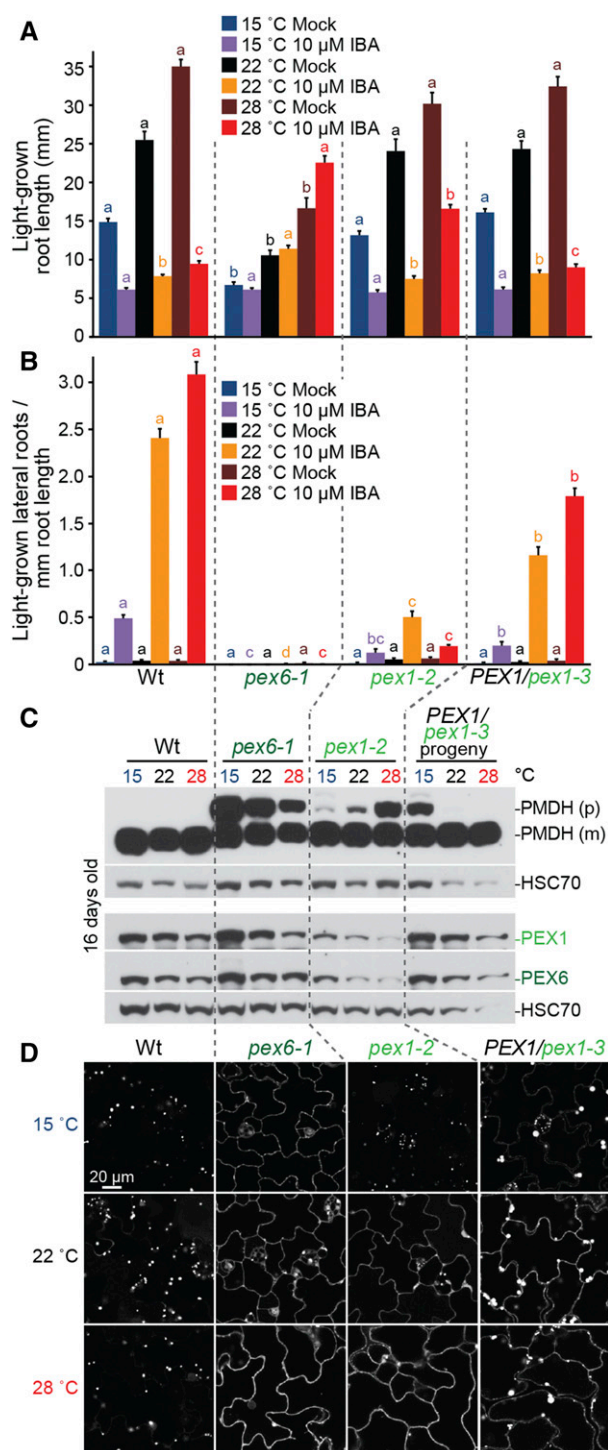 A
15 °C Mock
15 °C 10 µM IBA
22 °C Mock
22 °C 10 µM IBA
28 °C Mock
28 °C 10 µM IBA
Light-grown
root length (mm)
35
30
25
20
15
10
5
0
a a a b a c
b a b a b a
a a a b a b
a a a b a c
B
15 °C Mock
15 °C 10 µM IBA
22 °C Mock
22 °C 10 µM IBA
28 °C Mock
28 °C 10 µM IBA
Light-grown lateral roots /
mm root length
3.0
2.5
2.0
1.5
1.0
0.5
0
a a a a a a
a c a d a c
a bc a c a c
a b a b a b
Wt pex6-1 pex1-2 PEX1/pex1-3
C
Wt pex6-1 pex1-2 PEX1/
pex1-3
progeny
15 22 28 15 22 28 15 22 28 15 22 28 °C
16 days old
-PMDH (p)
-PMDH (m)
-HSC70
-PEX1
-PEX6
-HSC70
D
Wt pex6-1 pex1-2 PEX1/pex1-3
15 °C
20 µm
22 °C
28 °C